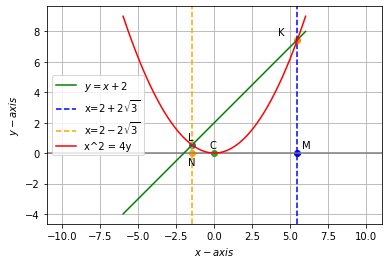 8
6
4
2
0
−2
−4
y − axis
y = x + 2
x=2 + 2√3
x=2 − 2√3
x^2 = 4y
K
L
C
M
N
−10.0 −7.5 −5.0 −2.5 0.0 2.5 5.0 7.5 10.0
x − axis